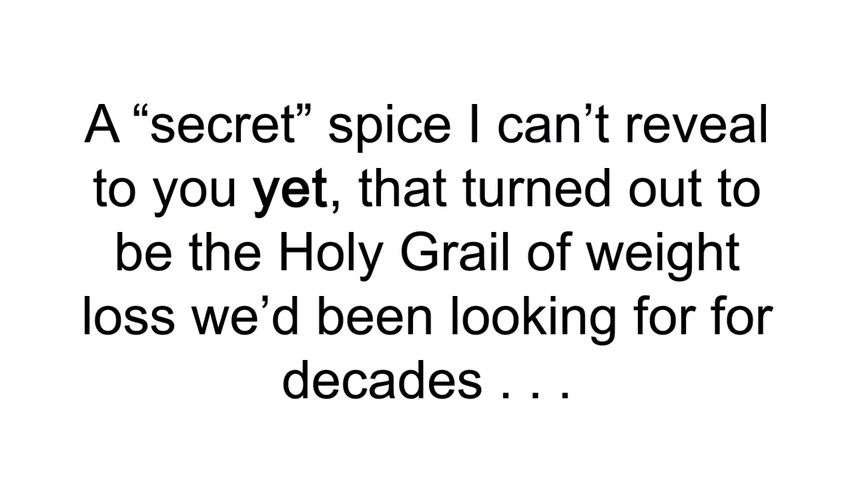 A “secret” spice I can’t reveal
to you yet, that turned out to
be the Holy Grail of weight
loss we’d been looking for for
decades . . .